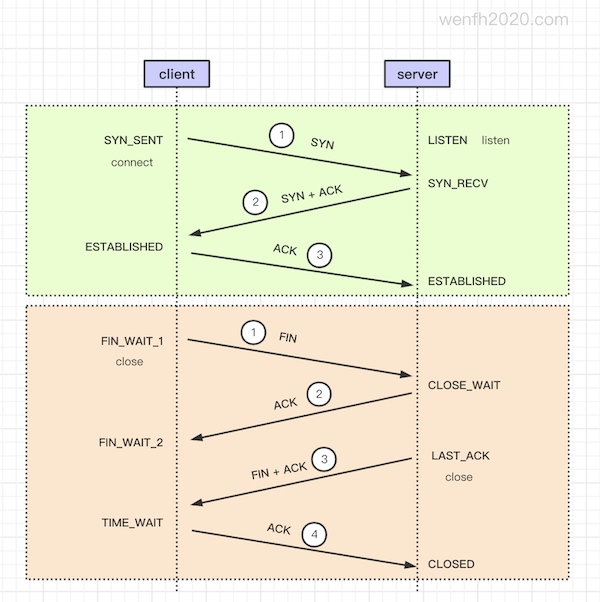 wenfh2020.com
client
server
SYN_SENT
1
SYN
LISTEN listen
connect
SYN_RECV
2
SYN + ACK
ESTABLISHED
ACK
3
ESTABLISHED
FIN_WAIT_1
1
FIN
close
CLOSE_WAIT
ACK
2
FIN_WAIT_2
LAST_ACK
FIN + ACK
3
close
TIME_WAIT
ACK
4
CLOSED